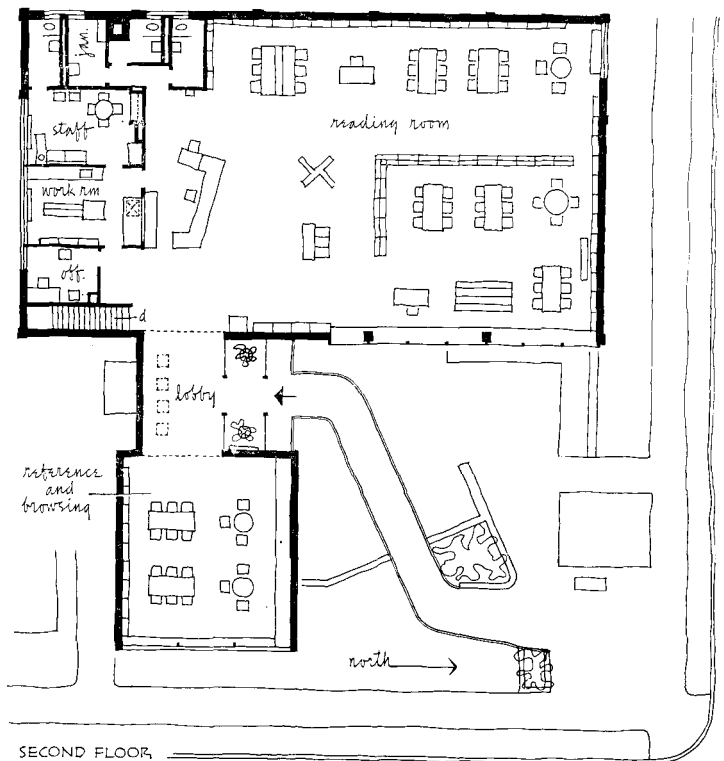 jan.
staff
reading room
work rm
off.
d
lobby
reference
and
browsing
north
SECOND FLOOR